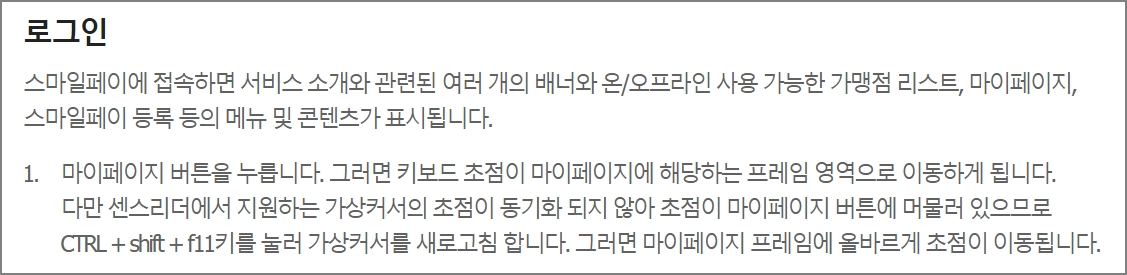 로그인
스마일페이에 접속하면 서비스 소개와 관련된 여러 개의 배너와 온/오프라인 사용 가능한 가맹점 리스트, 마이페이지,
스마일페이 등록 등의 메뉴 및 콘텐츠가 표시됩니다.
1. 마이페이지 버튼을 누릅니다. 그러면 키보드 초점이 마이페이지에 해당하는 프레임 영역으로 이동하게 됩니다.
다만 센스리더에서 지원하는 가상커서의 초점이 동기화 되지 않아 초점이 마이페이지 버튼에 머물러 있으므로
CTRL + shift + f11키를 눌러 가상커서를 새로고침 합니다. 그러면 마이페이지 프레임에 올바르게 초점이 이동됩니다.